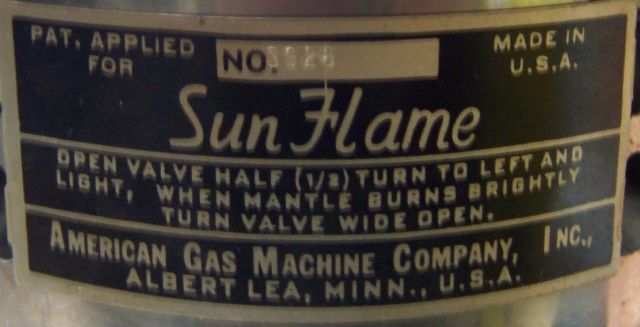 PAT. APPLIED FOR
NO. 3926
MADE IN U.S.A.
Sun Flame
OPEN VALVE HALF (1/2) TURN TO LEFT AND
LIGHT, WHEN MANTLE BURNS BRIGHTLY
TURN VALVE WIDE OPEN.
AMERICAN GAS MACHINE COMPANY, INC.,
ALBERT LEA, MINN., U.S.A.